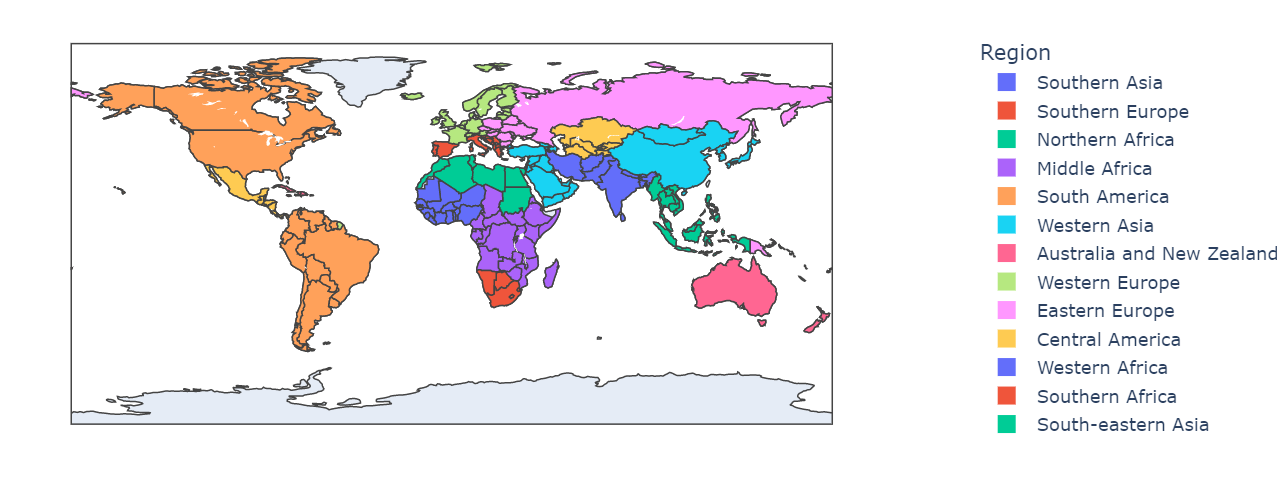 Region
Southern Asia
Southern Europe
Northern Africa
Middle Africa
South America
Western Asia
Australia and New Zealand
Western Europe
Eastern Europe
Central America
Western Africa
Southern Africa
South-eastern Asia